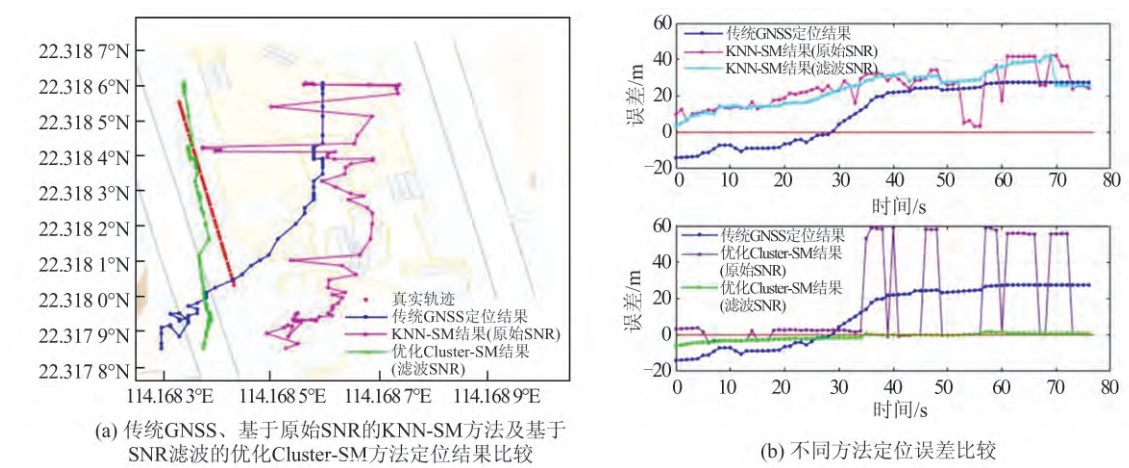 22.318 7°N
22.318 6°N
22.318 5°N
22.318 4°N
22.318 3°N
22.318 2°N
22.318 1°N
22.318 0°N
22.317 9°N
22.317 8°N
114.168 3°E
114.168 5°E
114.168 7°E
114.168 9°E
真实轨迹
传统GNSS定位结果
KNN-SM结果(原始SNR)
优化Cluster-SM结果
(滤波SNR)
(a) 传统GNSS、基于原始SNR的KNN-SM方法及基于
SNR滤波的优化Cluster-SM方法定位结果比较
60
40
20
0
−20
误差/m
传统GNSS定位结果
KNN-SM结果(原始SNR)
KNN-SM结果(滤波SNR)
0 10 20 30 40 50 60 70 80
时间/s
60
40
20
0
−20
误差/m
传统GNSS定位结果
优化Cluster-SM结果
(原始SNR)
优化Cluster-SM结果
(滤波SNR)
0 10 20 30 40 50 60 70 80
时间/s
(b) 不同方法定位误差比较